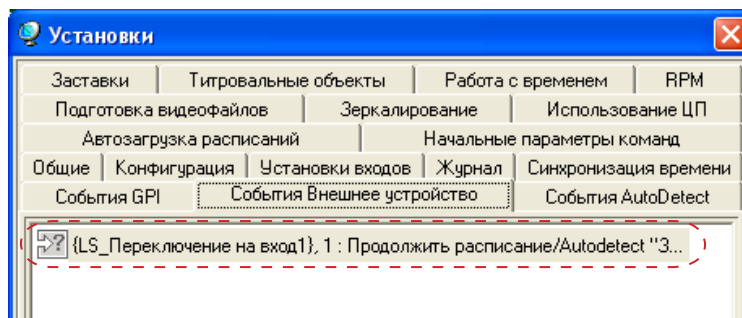 Установки
Заставки Титровальные объекты Работа с временем RPM
Подготовка видеофайлов Зеркалирование Использование ЦП
Автозагрузка расписаний Начальные параметры команд
Общие Конфигурация Установки входов Журнал Синхронизация времени
События GPI События Внешнее устройство События AutoDetect
{LS_Переключение на вход1}, 1 : Продолжить расписание/Autodetect "З...